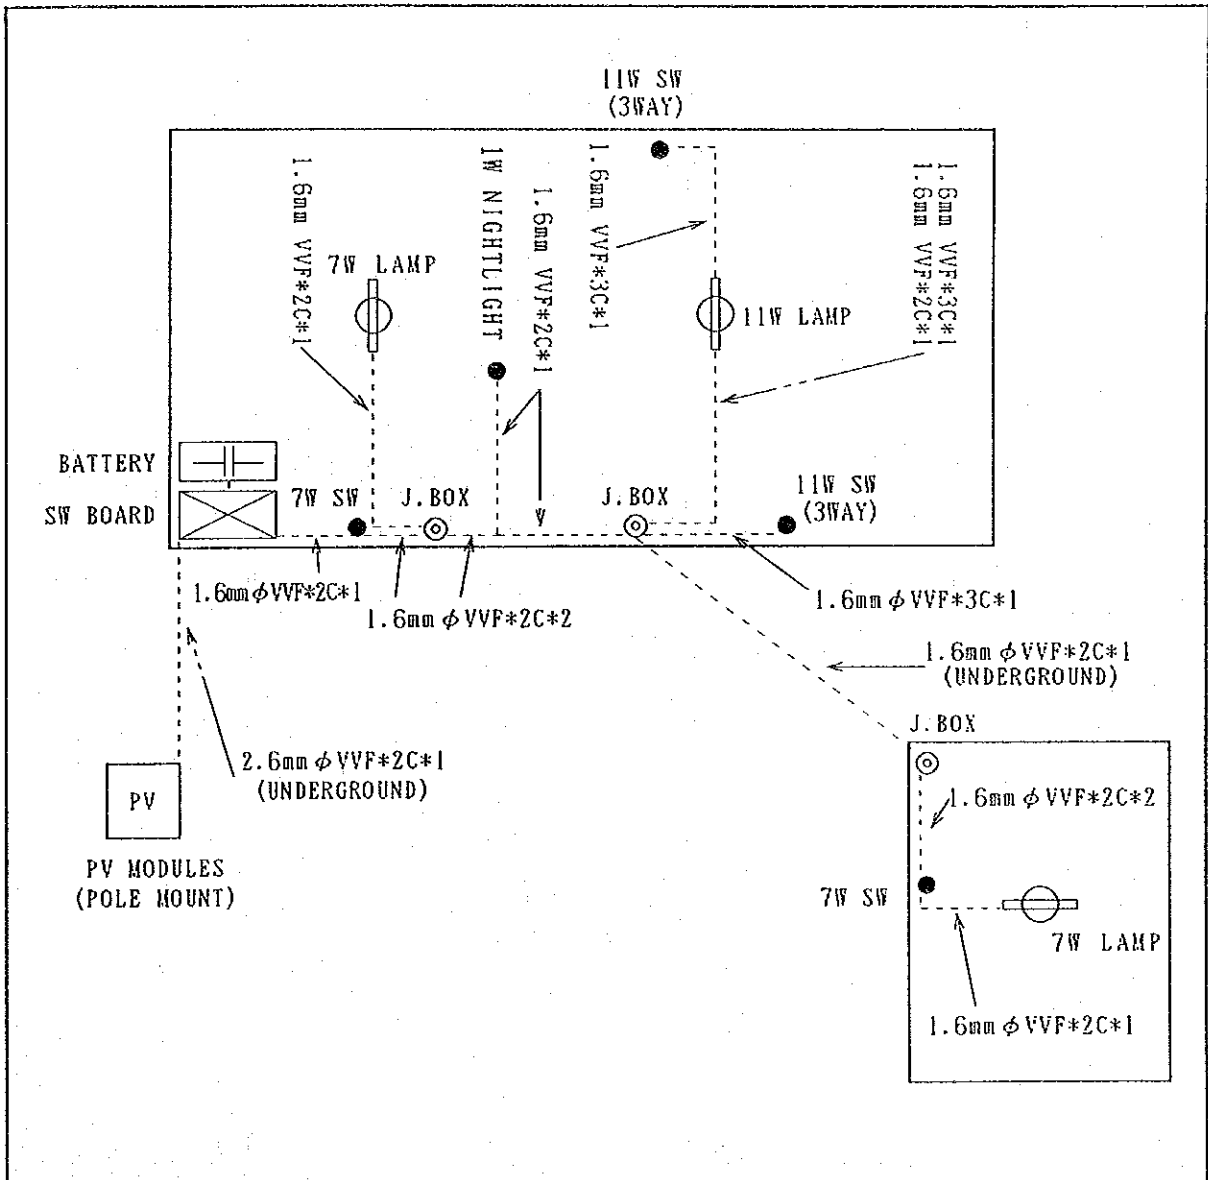 11W SW
(3WAY)
1.6mm VVF*2C*1
7W LAMP
1W NIGHTLIGHT
1.6mm VVF*2C*1
1.6mm VVF*3C*1
11W LAMP
1.6mm VVF*3C*1
1.6mm VVF*2C*1
BATTERY
SW BOARD
7W SW
J.BOX
J.BOX
11W SW
(3WAY)
1.6mmφVVF*2C*1
1.6mmφVVF*2C*2
1.6mmφVVF*3C*1
1.6mmφVVF*2C*1
(UNDERGROUND)
J.BOX
2.6mmφVVF*2C*1
(UNDERGROUND)
PV
PV MODULES
(POLE MOUNT)
1.6mmφVVF*2C*2
7W SW
7W LAMP
1.6mmφVVF*2C*1